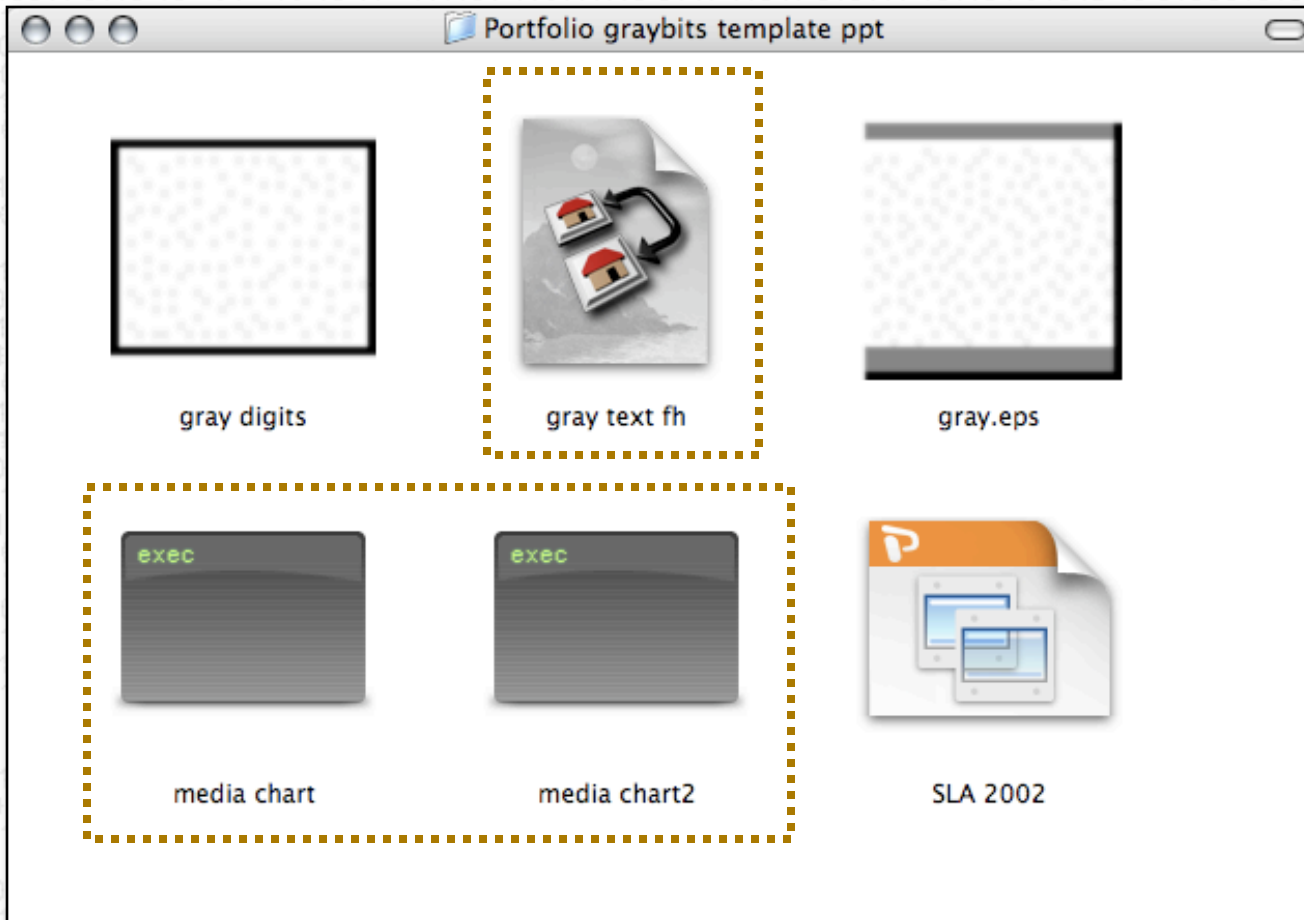 Portfolio graybits template ppt
gray digits
gray text fh
gray.eps
exec
exec
media chart
media chart2
SLA 2002